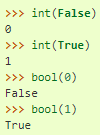 >>> int(False)
0
>>> int(True)
1
>>> bool(0)
False
>>> bool(1)
True